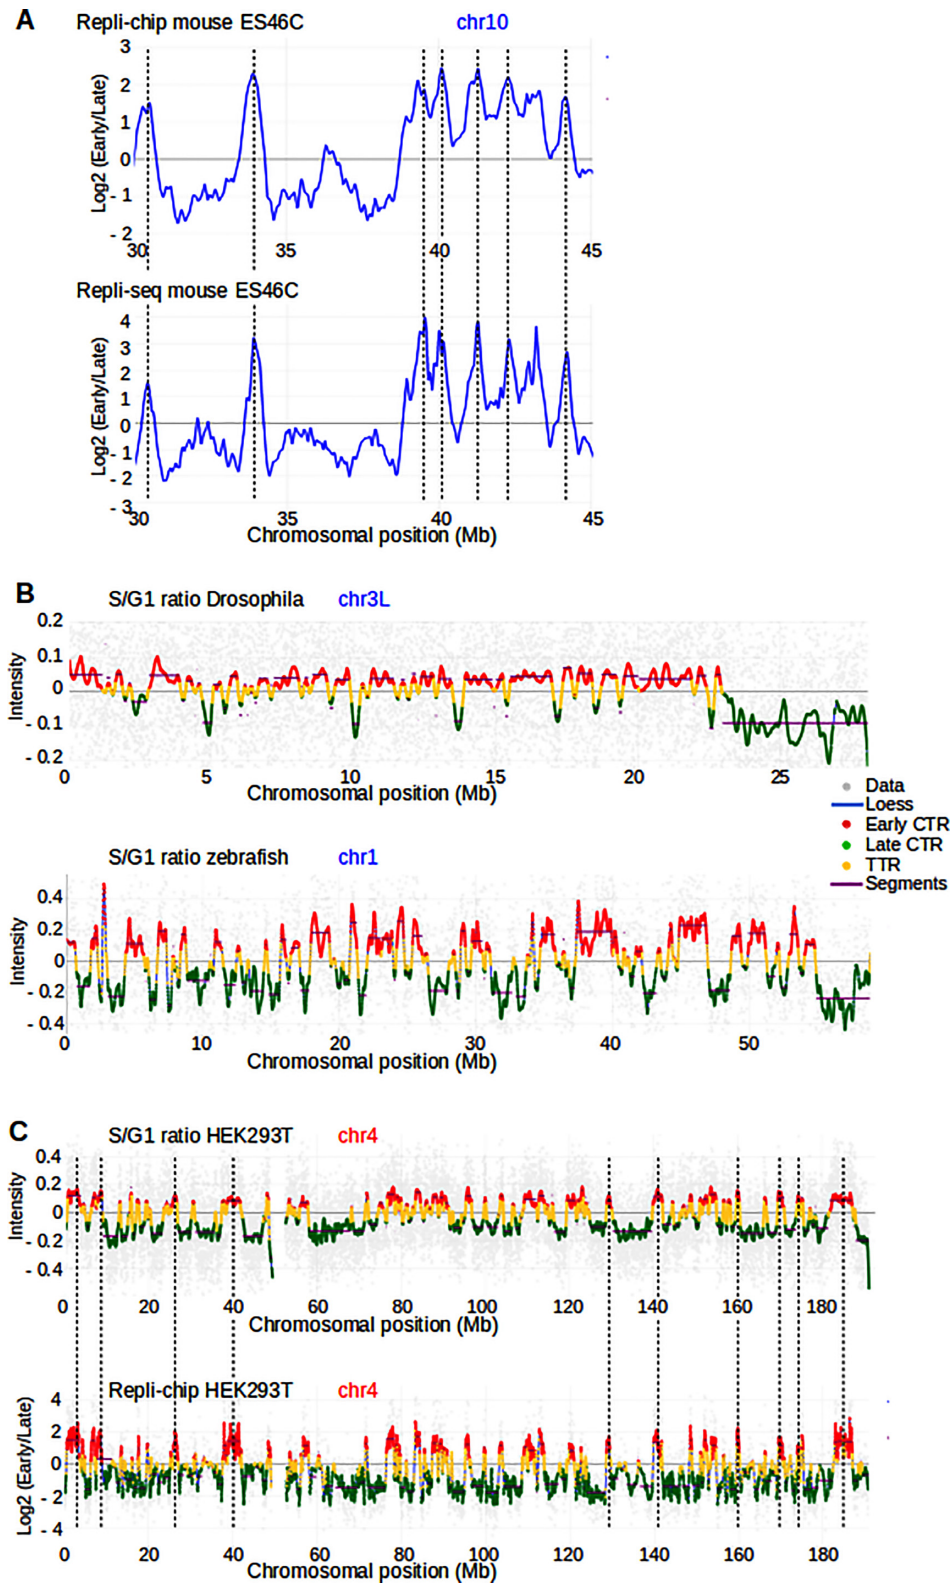 A
Repli-chip mouse ES46C chr10
Log2 (Early/Late)
3
2
1
0
- 1
- 2
30 35 40 45
Repli-seq mouse ES46C
Log2 (Early/Late)
4
3
2
1
0
- 1
- 2
- 3
30 35 40 45
Chromosomal position (Mb)
B
S/G1 ratio Drosophila chr3L
Intensity
0.2
0.1
0
- 0.1
- 0.2
0 5 10 15 20 25
Chromosomal position (Mb)
Data
Loess
Early CTR
Late CTR
TTR
Segments
S/G1 ratio zebrafish chr1
Intensity
0.4
0.2
0
- 0.2
- 0.4
0 10 20 30 40 50
Chromosomal position (Mb)
C
S/G1 ratio HEK293T chr4
Intensity
0.4
0.2
0
- 0.2
- 0.4
0 20 40 60 80 100 120 140 160 180
Chromosomal position (Mb)
Repli-chip HEK293T chr4
Log2 (Early/Late)
4
2
0
- 2
- 4
0 20 40 60 80 100 120 140 160 180
Chromosomal position (Mb)